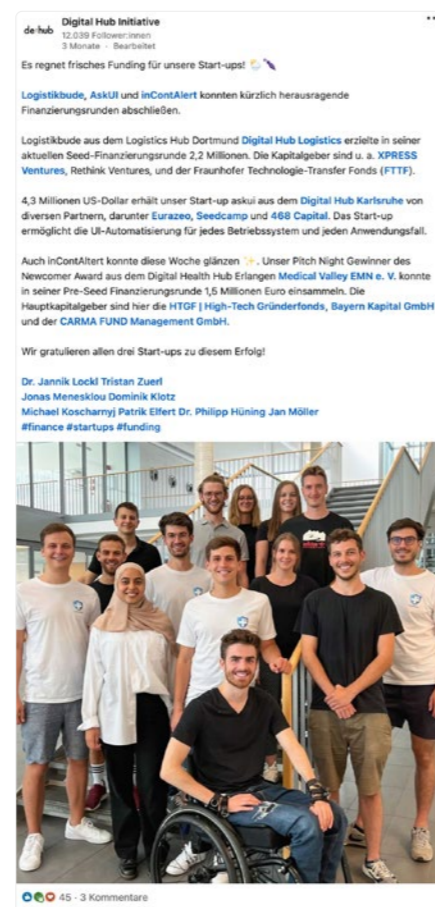 de:hub
Digital Hub Initiative
12.039 Follower:innen
3 Monate · Bearbeitet
Es regnet frisches Funding für unsere Start-ups!
Logistikbude, AskUI und inContAlert konnten kürzlich herausragende
Finanzierungsrunden abschließen.
Logistikbude aus dem Logistics Hub Dortmund Digital Hub Logistics erzielte in seiner
aktuellen Seed-Finanzierungsrunde 2,2 Millionen. Die Kapitalgeber sind u. a. XPRESS
Ventures, Rethink Ventures, und der Fraunhofer Technologie-Transfer Fonds (FTTF).
4,3 Millionen US-Dollar erhält unser Start-up askui aus dem Digital Hub Karlsruhe von
diversen Partnern, darunter Eurazeo, Seedcamp und 468 Capital. Das Start-up
ermöglicht die UI-Automatisierung für jedes Betriebssystem und jeden Anwendungsfall.
Auch inContAltert konnte diese Woche glänzen ✨. Unser Pitch Night Gewinner des
Newcomer Award aus dem Digital Health Hub Erlangen Medical Valley EMN e. V. konnte
in seiner Pre-Seed Finanzierungsrunde 1,5 Millionen Euro einsammeln. Die
Hauptkapitalgeber sind hier die HTGF | High-Tech Gründerfonds, Bayern Kapital GmbH
und der CARMA FUND Management GmbH.
Wir gratulieren allen drei Start-ups zu diesem Erfolg!
Dr. Jannik Lockl Tristan Zuerl
Jonas Menesklou Dominik Klotz
Michael Koscharnyj Patrik Elfert Dr. Philipp Hüning Jan Möller
#finance #startups #funding
45 · 3 Kommentare